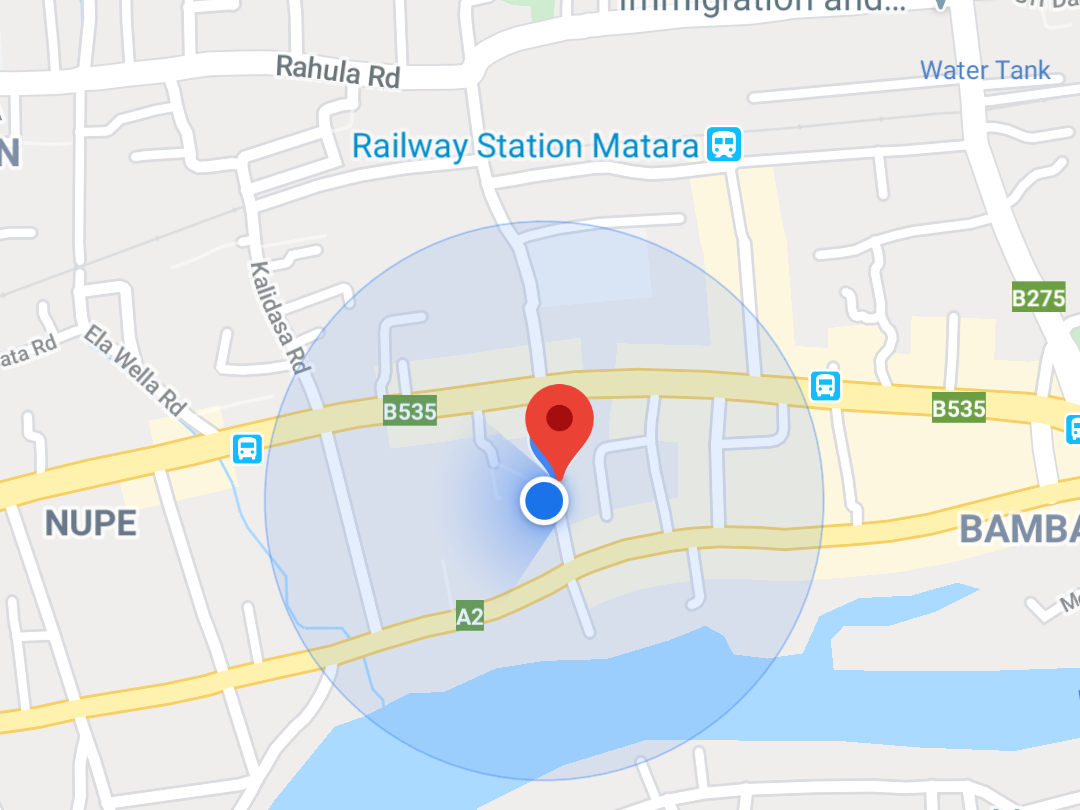 Immigration and...
Rahula Rd
Water Tank
Railway Station Matara
N
Kalidasa Rd
B275
ata Rd
Ela Wella Rd
B535
B535
NUPE
BAMBA
A2